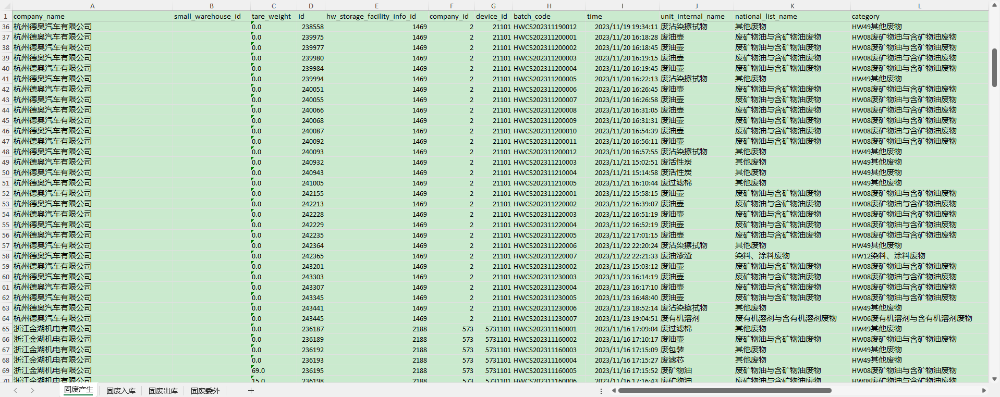 A B C D E F G H I J K L
1 company_name small_warehouse_id tare_weight id hw_storage_facility_info_id company_id device_id batch_code time unit_internal_name national_list_name category
36 杭州德奥汽车有限公司 0.0 238558 1469 2 21101 HWCS202311190012 2023/11/19 19:34:11 废沾染擦拭物 其他废物 HW49其他废物
37 杭州德奥汽车有限公司 0.0 239975 1469 2 21101 HWCS202311200001 2023/11/20 16:18:28 废油壶 废矿物油与含矿物油废物 HW08废矿物油与含矿物油废物
38 杭州德奥汽车有限公司 0.0 239977 1469 2 21101 HWCS202311200002 2023/11/20 16:18:45 废油壶 废矿物油与含矿物油废物 HW08废矿物油与含矿物油废物
39 杭州德奥汽车有限公司 0.0 239980 1469 2 21101 HWCS202311200003 2023/11/20 16:19:15 废油壶 废矿物油与含矿物油废物 HW08废矿物油与含矿物油废物
40 杭州德奥汽车有限公司 0.0 239984 1469 2 21101 HWCS202311200004 2023/11/20 16:19:45 废油壶 废矿物油与含矿物油废物 HW08废矿物油与含矿物油废物
41 杭州德奥汽车有限公司 0.0 239994 1469 2 21101 HWCS202311200005 2023/11/20 16:22:13 废沾染擦拭物 其他废物 HW49其他废物
42 杭州德奥汽车有限公司 0.0 240051 1469 2 21101 HWCS202311200006 2023/11/20 16:26:45 废油壶 废矿物油与含矿物油废物 HW08废矿物油与含矿物油废物
43 杭州德奥汽车有限公司 0.0 240055 1469 2 21101 HWCS202311200007 2023/11/20 16:26:58 废油壶 废矿物油与含矿物油废物 HW08废矿物油与含矿物油废物
44 杭州德奥汽车有限公司 0.0 240066 1469 2 21101 HWCS202311200008 2023/11/20 16:31:05 废油壶 废矿物油与含矿物油废物 HW08废矿物油与含矿物油废物
45 杭州德奥汽车有限公司 0.0 240068 1469 2 21101 HWCS202311200009 2023/11/20 16:31:31 废油壶 废矿物油与含矿物油废物 HW08废矿物油与含矿物油废物
46 杭州德奥汽车有限公司 0.0 240087 1469 2 21101 HWCS202311200010 2023/11/20 16:54:39 废油壶 废矿物油与含矿物油废物 HW08废矿物油与含矿物油废物
47 杭州德奥汽车有限公司 0.0 240092 1469 2 21101 HWCS202311200011 2023/11/20 16:56:11 废油壶 废矿物油与含矿物油废物 HW08废矿物油与含矿物油废物
48 杭州德奥汽车有限公司 0.0 240093 1469 2 21101 HWCS202311200012 2023/11/20 16:57:55 废沾染擦拭物 其他废物 HW49其他废物
49 杭州德奥汽车有限公司 0.0 240932 1469 2 21101 HWCS202311210003 2023/11/21 15:02:51 废活性炭 其他废物 HW49其他废物
50 杭州德奥汽车有限公司 0.0 240943 1469 2 21101 HWCS202311210004 2023/11/21 15:14:58 废活性炭 其他废物 HW49其他废物
51 杭州德奥汽车有限公司 0.0 241005 1469 2 21101 HWCS202311210005 2023/11/21 16:10:44 废过滤棉 其他废物 HW49其他废物
52 杭州德奥汽车有限公司 0.0 242155 1469 2 21101 HWCS202311220001 2023/11/22 15:58:15 废油壶 废矿物油与含矿物油废物 HW08废矿物油与含矿物油废物
53 杭州德奥汽车有限公司 0.0 242213 1469 2 21101 HWCS202311220002 2023/11/22 16:39:07 废油壶 废矿物油与含矿物油废物 HW08废矿物油与含矿物油废物
54 杭州德奥汽车有限公司 0.0 242228 1469 2 21101 HWCS202311220003 2023/11/22 16:51:19 废油壶 废矿物油与含矿物油废物 HW08废矿物油与含矿物油废物
55 杭州德奥汽车有限公司 0.0 242229 1469 2 21101 HWCS202311220004 2023/11/22 16:52:19 废油壶 废矿物油与含矿物油废物 HW08废矿物油与含矿物油废物
56 杭州德奥汽车有限公司 0.0 242235 1469 2 21101 HWCS202311220005 2023/11/22 17:01:15 废油壶 废矿物油与含矿物油废物 HW08废矿物油与含矿物油废物
57 杭州德奥汽车有限公司 0.0 242364 1469 2 21101 HWCS202311220006 2023/11/22 22:20:24 废沾染擦拭物 其他废物 HW49其他废物
58 杭州德奥汽车有限公司 0.0 242365 1469 2 21101 HWCS202311220007 2023/11/22 22:21:33 废油漆渣 染料、涂料废物 HW12染料、涂料废物
59 杭州德奥汽车有限公司 0.0 243201 1469 2 21101 HWCS202311230002 2023/11/23 15:03:12 废油壶 废矿物油与含矿物油废物 HW08废矿物油与含矿物油废物
60 杭州德奥汽车有限公司 0.0 243303 1469 2 21101 HWCS202311230003 2023/11/23 16:14:19 废油壶 废矿物油与含矿物油废物 HW08废矿物油与含矿物油废物
61 杭州德奥汽车有限公司 0.0 243307 1469 2 21101 HWCS202311230004 2023/11/23 16:17:10 废油壶 废矿物油与含矿物油废物 HW08废矿物油与含矿物油废物
62 杭州德奥汽车有限公司 0.0 243345 1469 2 21101 HWCS202311230005 2023/11/23 16:48:40 废油壶 废矿物油与含矿物油废物 HW08废矿物油与含矿物油废物
63 杭州德奥汽车有限公司 0.0 243441 1469 2 21101 HWCS202311230006 2023/11/23 18:52:14 废沾染擦拭物 其他废物 HW49其他废物
64 杭州德奥汽车有限公司 0.0 243445 1469 2 21101 HWCS202311230007 2023/11/23 19:04:51 废有机溶剂 废有机溶剂与含有机溶剂废物 HW06废有机溶剂与含有机溶剂废物
65 浙江金湖机电有限公司 0.0 236187 2188 573 5731101 HWCS202311160001 2023/11/16 17:09:04 废过滤棉 其他废物 HW49其他废物
66 浙江金湖机电有限公司 0.0 236189 2188 573 5731101 HWCS202311160002 2023/11/16 17:10:17 废油壶 废矿物油与含矿物油废物 HW08废矿物油与含矿物油废物
67 浙江金湖机电有限公司 0.0 236192 2188 573 5731101 HWCS202311160003 2023/11/16 17:15:09 废包装 其他废物 HW49其他废物
68 浙江金湖机电有限公司 0.0 236193 2188 573 5731101 HWCS202311160004 2023/11/16 17:15:27 废滤芯 其他废物 HW49其他废物
69 浙江金湖机电有限公司 69.0 236195 2188 573 5731101 HWCS202311160005 2023/11/16 17:15:52 废矿物油 废矿物油与含矿物油废物 HW08废矿物油与含矿物油废物
70 浙江金湖机电有限公司 15.0 236198 2188 573 5731101 HWCS202311160006 2023/11/16 17:16:43 废矿物油 废矿物油与含矿物油废物 HW08废矿物油与含矿物油废物
固废产生 固废入库 固废出库 固废委外 +